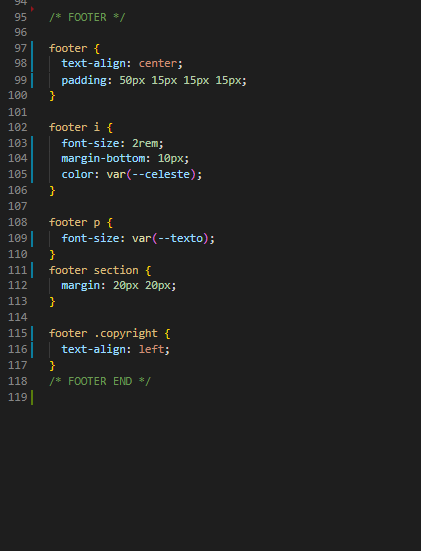 94
95 /* FOOTER */
96
97 footer {
98 text-align: center;
99 padding: 50px 15px 15px 15px;
100 }
101
102 footer i {
103 font-size: 2rem;
104 margin-bottom: 10px;
105 color: var(--celeste);
106 }
107
108 footer p {
109 font-size: var(--texto);
110 }
111 footer section {
112 margin: 20px 20px;
113 }
114
115 footer .copyright {
116 text-align: left;
117 }
118 /* FOOTER END */
119